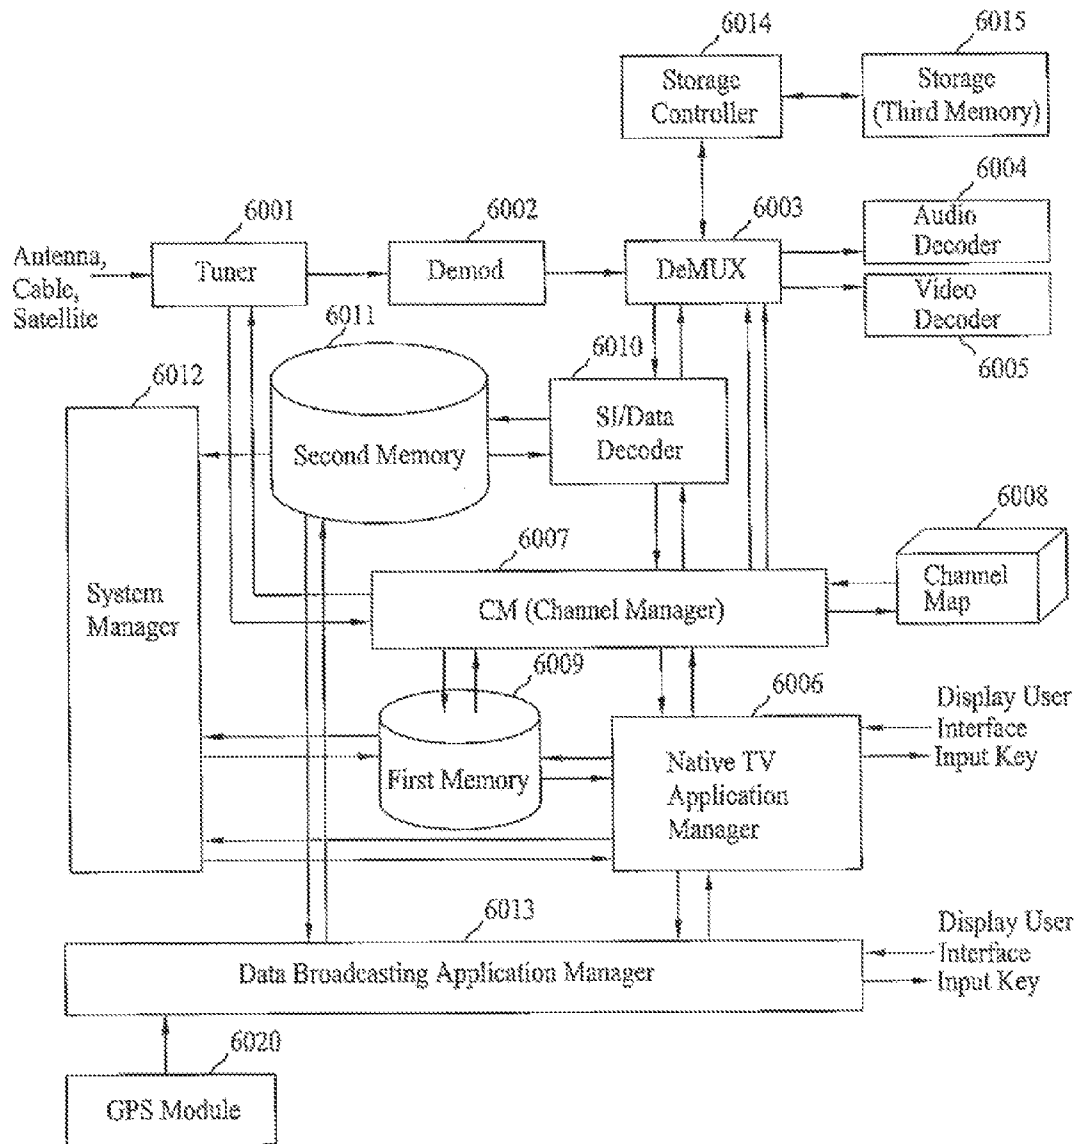 6014
6015
Storage
Controller
Storage
(Third Memory)
6001
6002
6003
6004
Antenna,
Cable,
Satellite
Tuner
Demod
DeMUX
Audio
Decoder
Video
Decoder
6005
6011
6010
6012
Second Memory
SI/Data
Decoder
6008
6007
System
Manager
CM (Channel Manager)
Channel
Map
6009
6006
First Memory
Native TV
Application
Manager
Display User
Interface
Input Key
6013
Data Broadcasting Application Manager
Display User
Interface
Input Key
6020
GPS Module